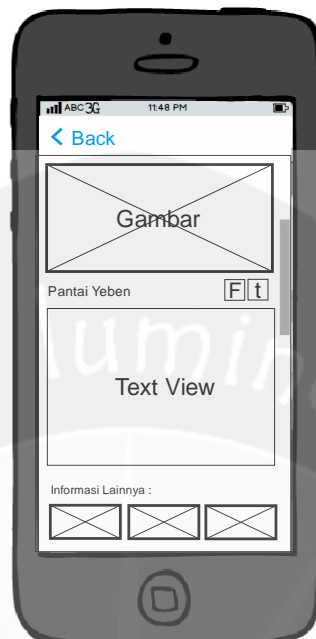 ABC 3G 11:48 PM
Back
Gambar
Pantai Yeben
F t
Text View
Informasi Lainnya :